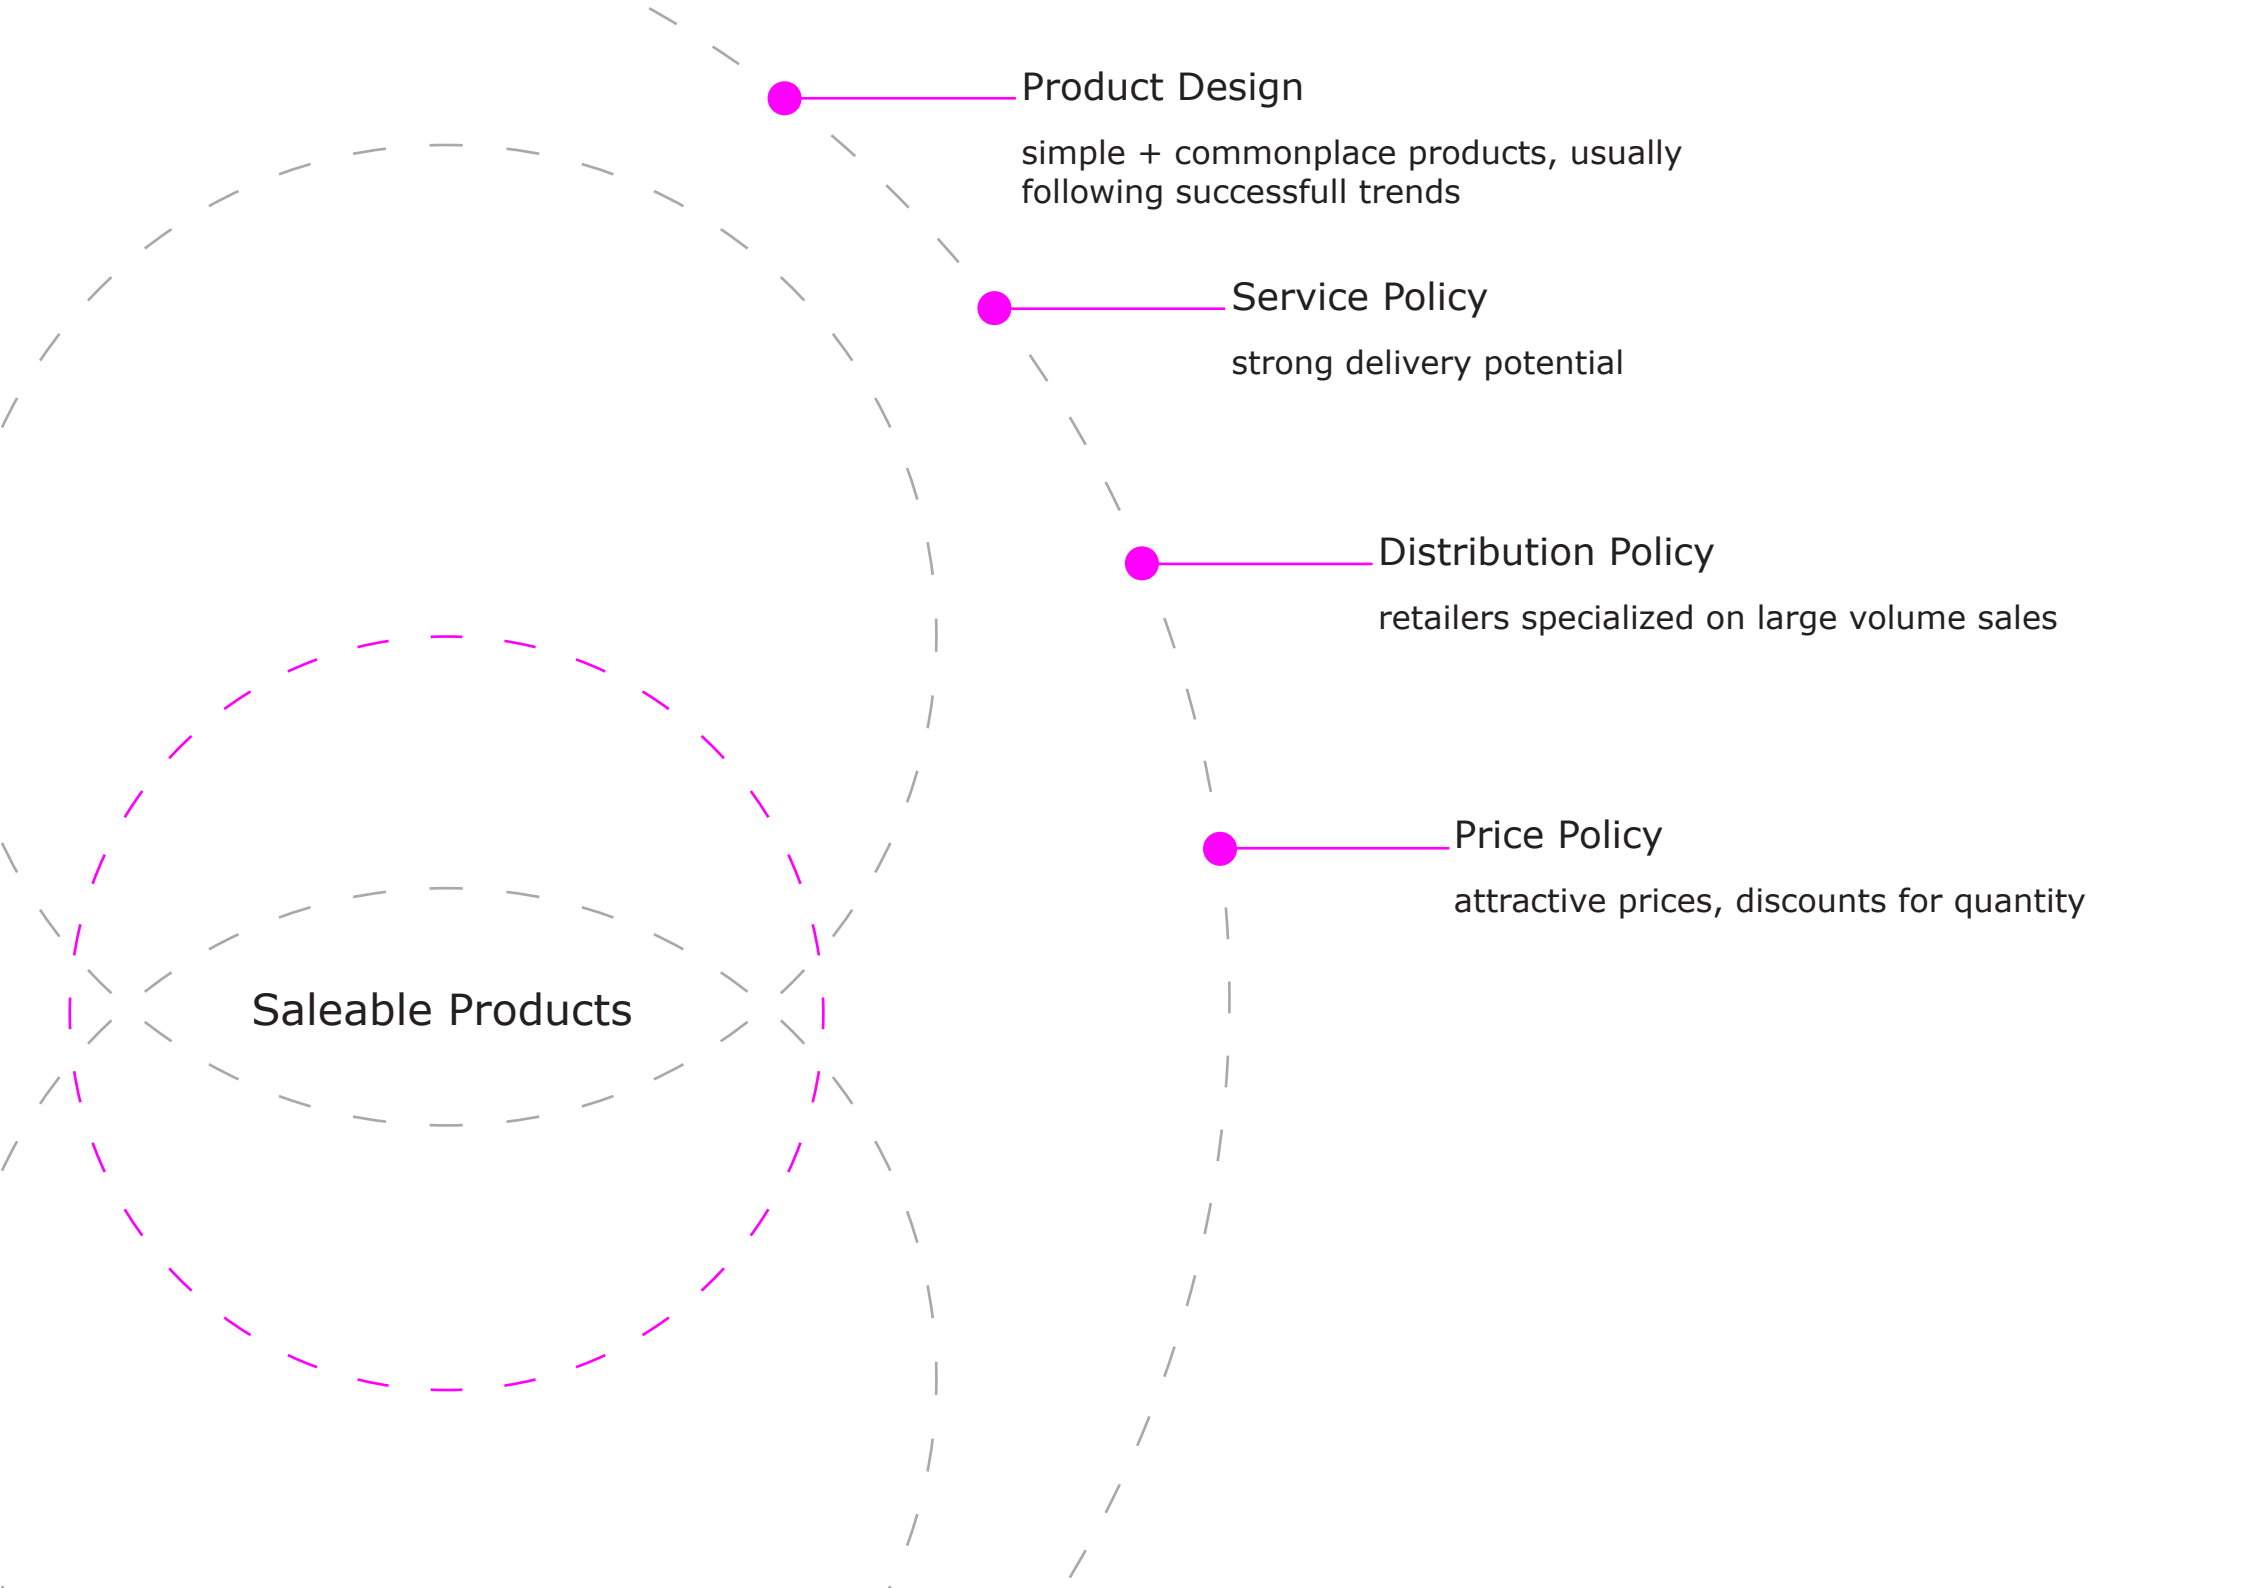 Product Design
simple + commonplace products, usually
following successfull trends
Service Policy
strong delivery potential
Distribution Policy
retailers specialized on large volume sales
Price Policy
attractive prices, discounts for quantity
Saleable Products